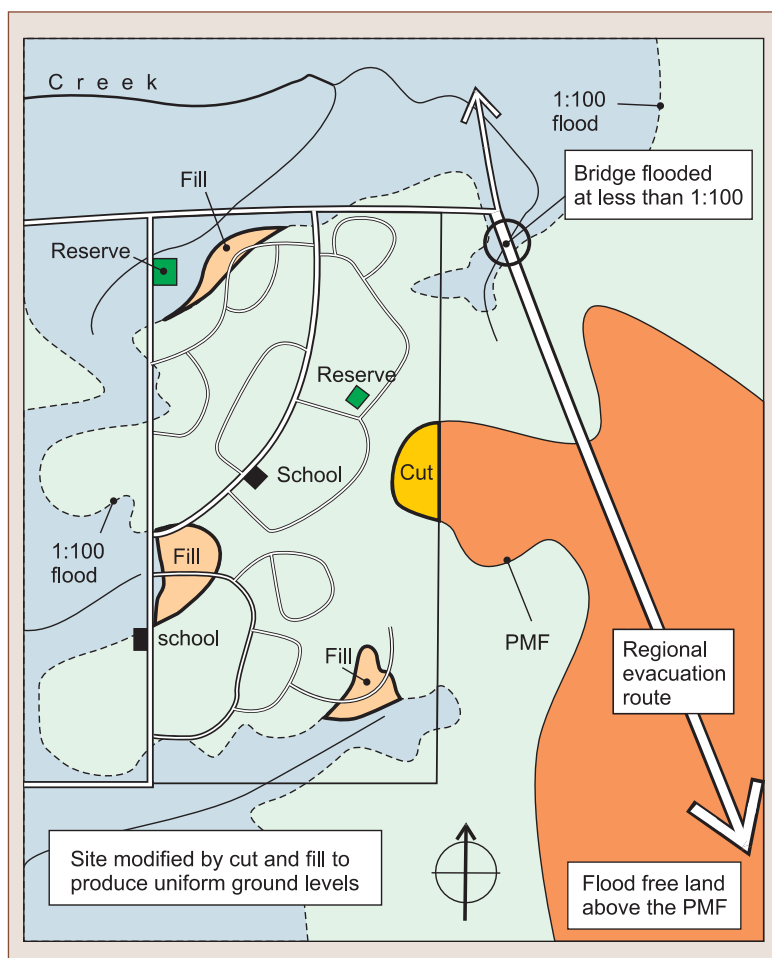 Creek
1:100
flood
Bridge flooded
at less than 1:100
Fill
Reserve
Reserve
School
Cut
1:100
flood
Fill
school
Fill
PMF
Regional
evacuation
route
Site modified by cut and fill to
produce uniform ground levels
Flood free land
above the PMF